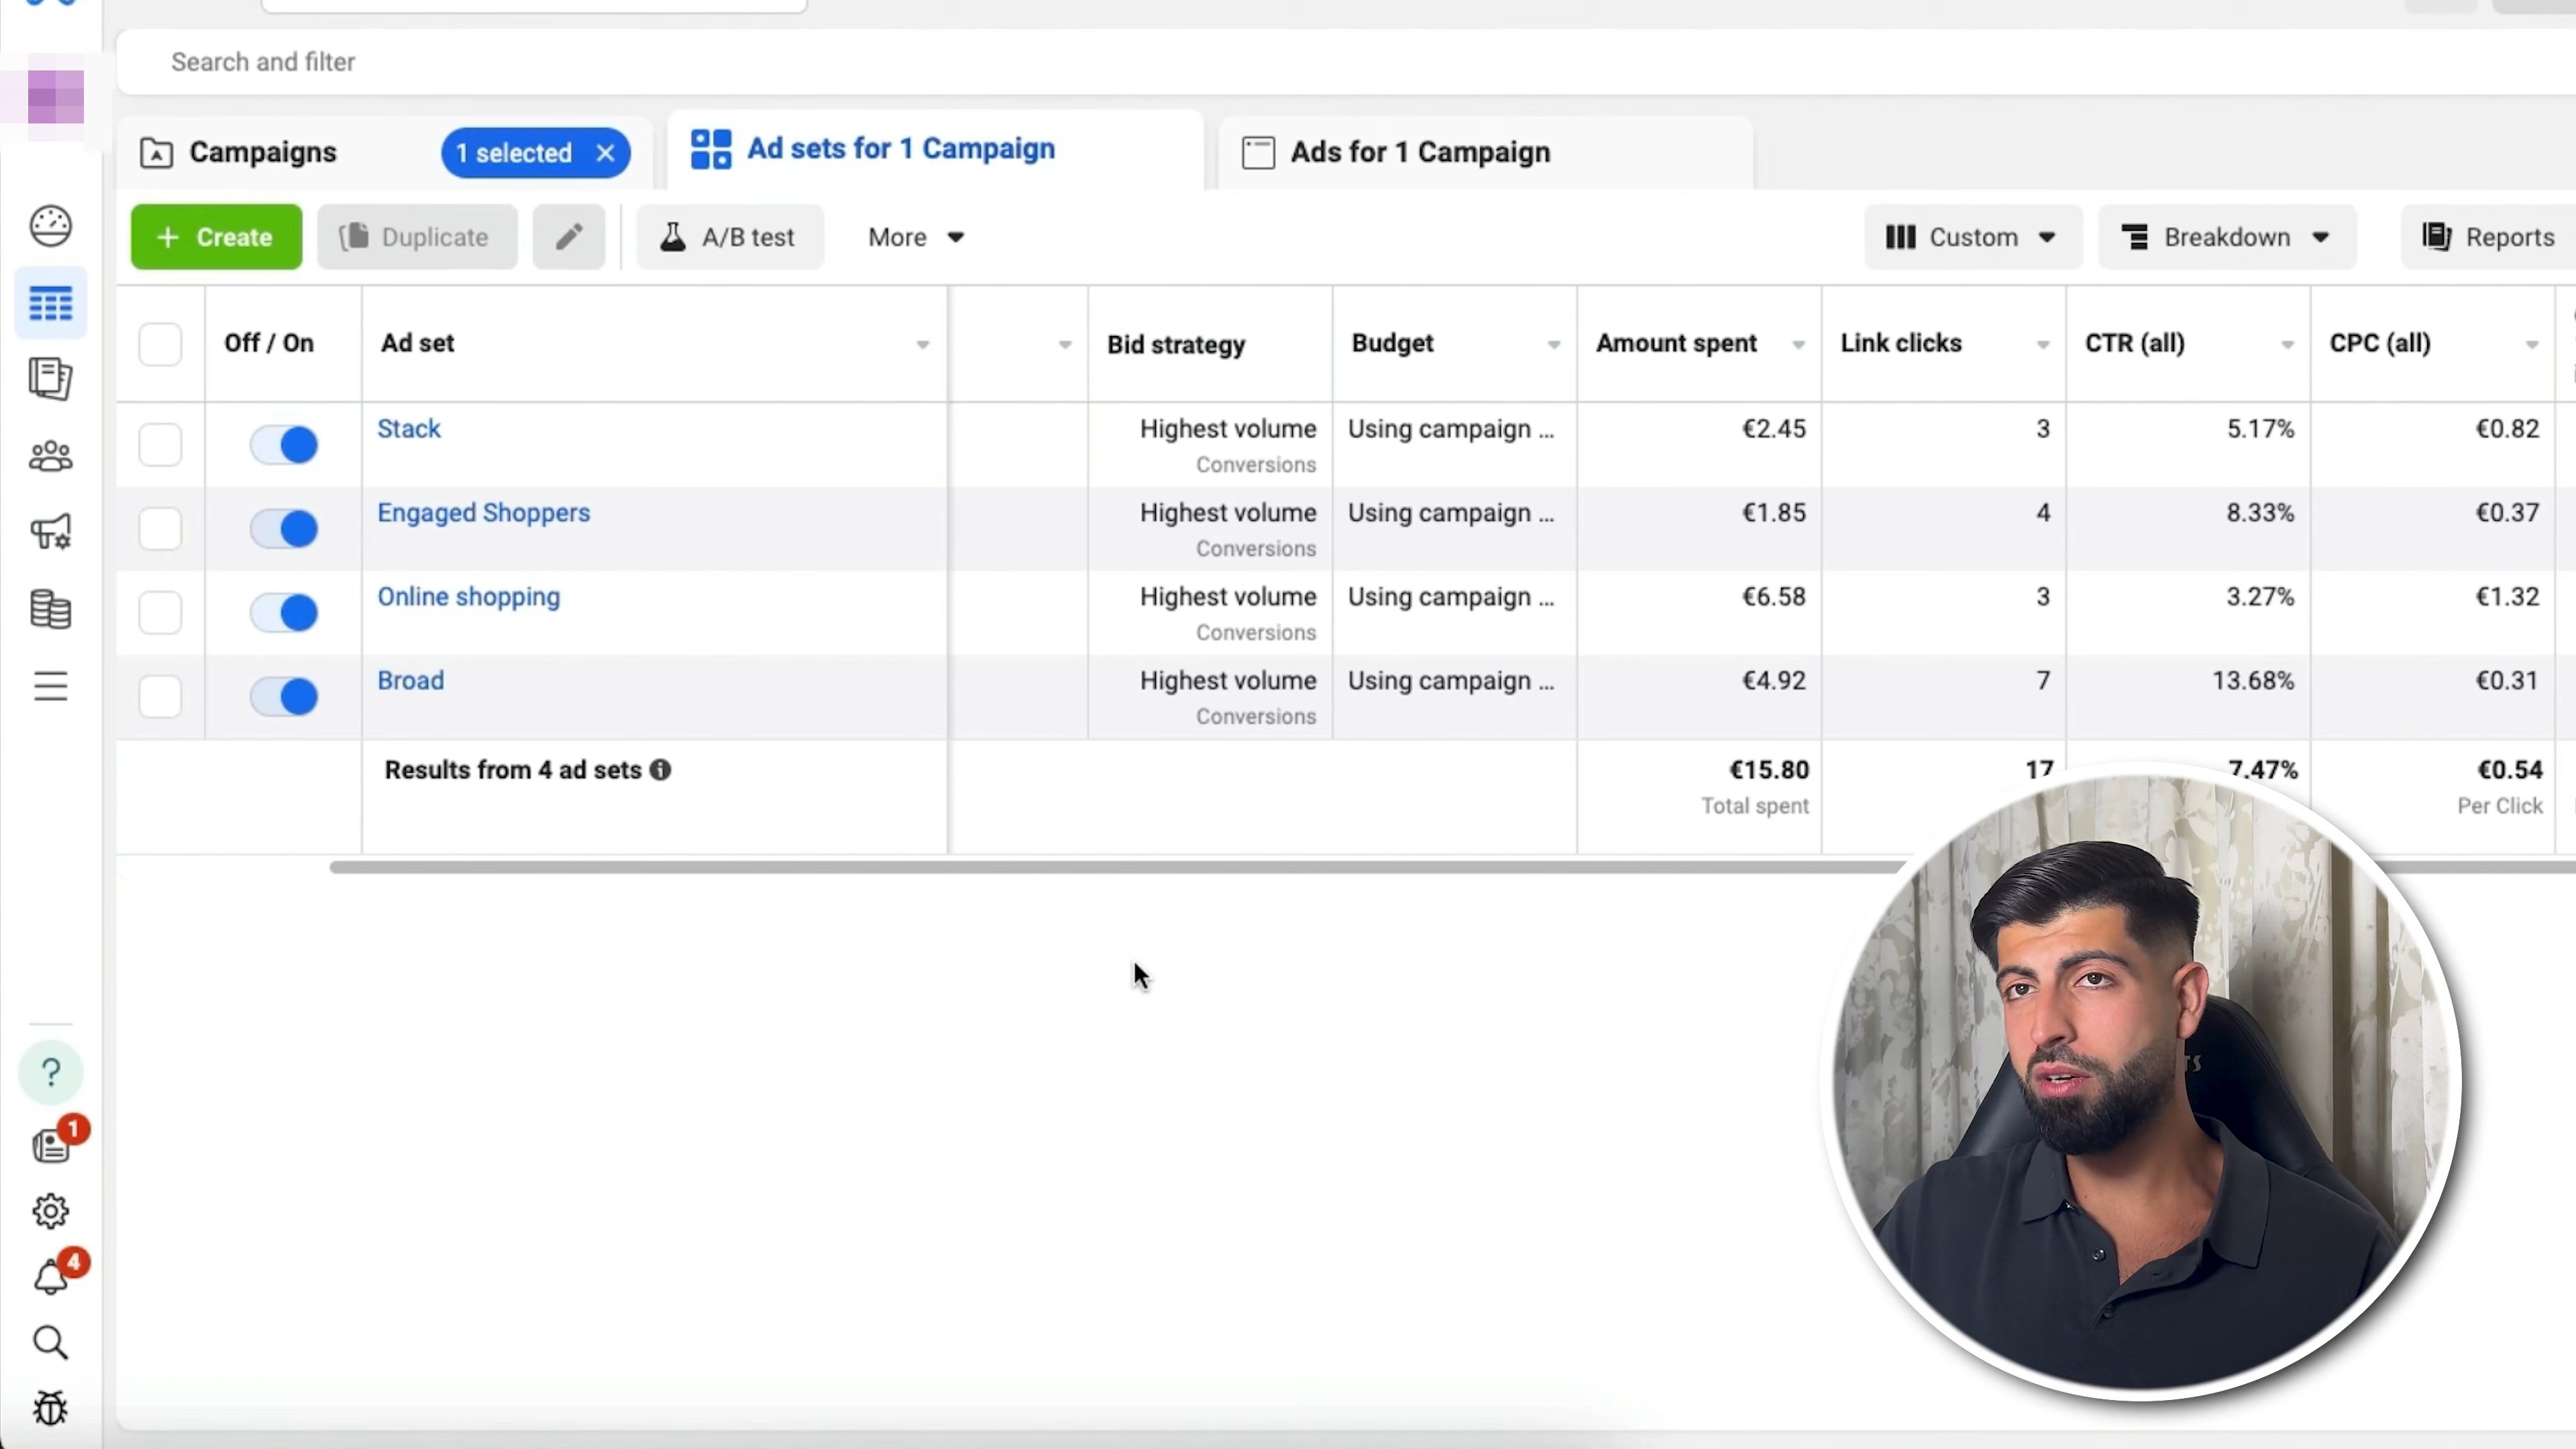 Search and filter
Campaigns
1 selected
Ad sets for 1 Campaign
Ads for 1 Campaign
+ Create
Duplicate
A/B test
More
Custom
Breakdown
Reports
Off / On
Ad set
Bid strategy
Budget
Amount spent
Link clicks
CTR (all)
CPC (all)
Stack
Highest volume
Conversions
Using campaign ...
€2.45
3
5.17%
€0.82
Engaged Shoppers
Highest volume
Conversions
Using campaign ...
€1.85
4
8.33%
€0.37
Online shopping
Highest volume
Conversions
Using campaign ...
€6.58
3
3.27%
€1.32
Broad
Highest volume
Conversions
Using campaign ...
€4.92
7
13.68%
€0.31
Results from 4 ad sets
€15.80
Total spent
17
7.47%
€0.54
Per Click
?
1
4